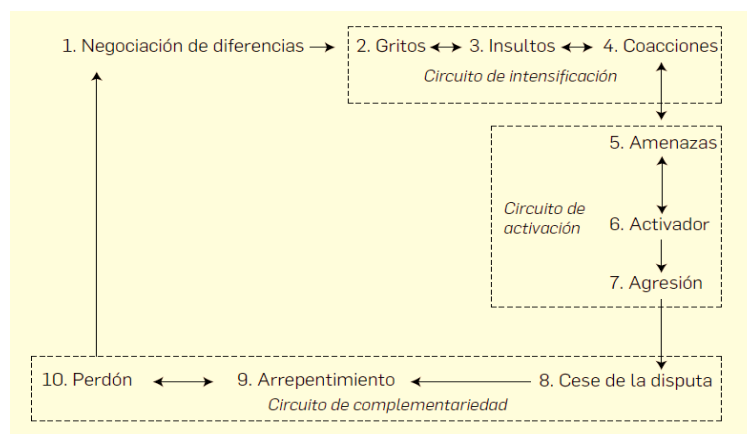 1. Negociación de diferencias
2. Gritos
3. Insultos
4. Coacciones
Circuito de intensificación
5. Amenazas
Circuito de
activación
6. Activador
7. Agresión
10. Perdón
9. Arrepentimiento
8. Cese de la disputa
Circuito de complementariedad